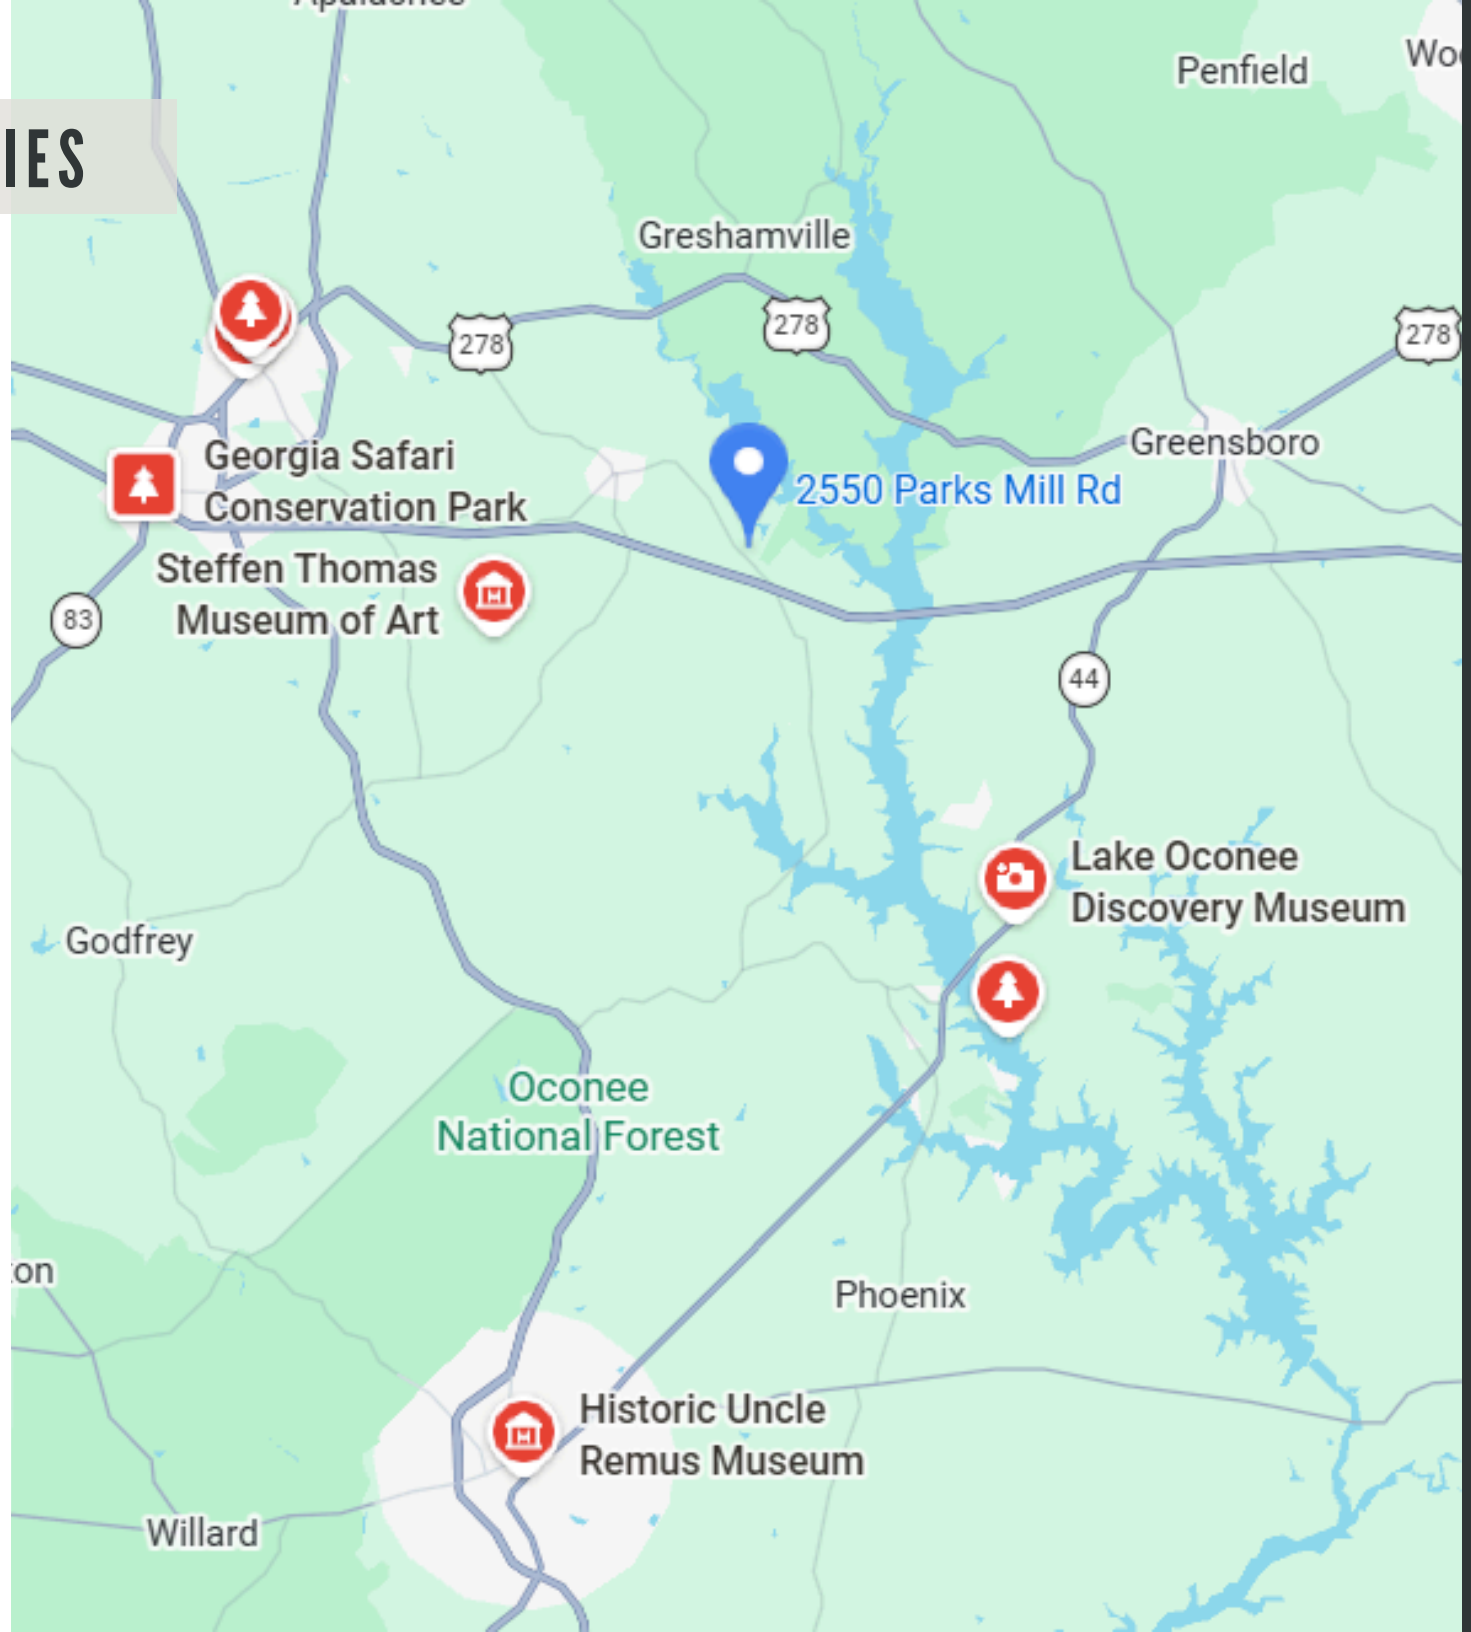 Penfield
IES
Greshamville
278
278
278
Greensboro
Georgia Safari
Conservation Park
2550 Parks Mill Rd
Steffen Thomas
Museum of Art
83
44
Lake Oconee
Discovery Museum
Godfrey
Oconee
National Forest
Phoenix
Historic Uncle
Remus Museum
Willard